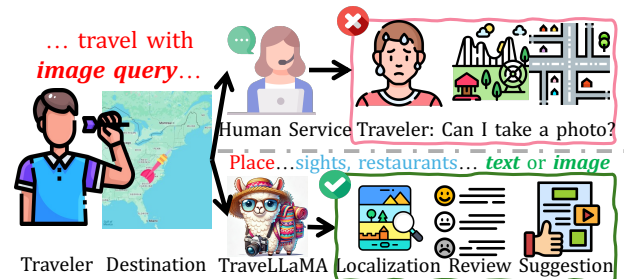 ... travel with
image query...
Human Service
Traveler: Can I take a photo?
Place...sights, restaurants... text or image
Traveler
Destination
TraveLLaMA
Localization
Review
Suggestion